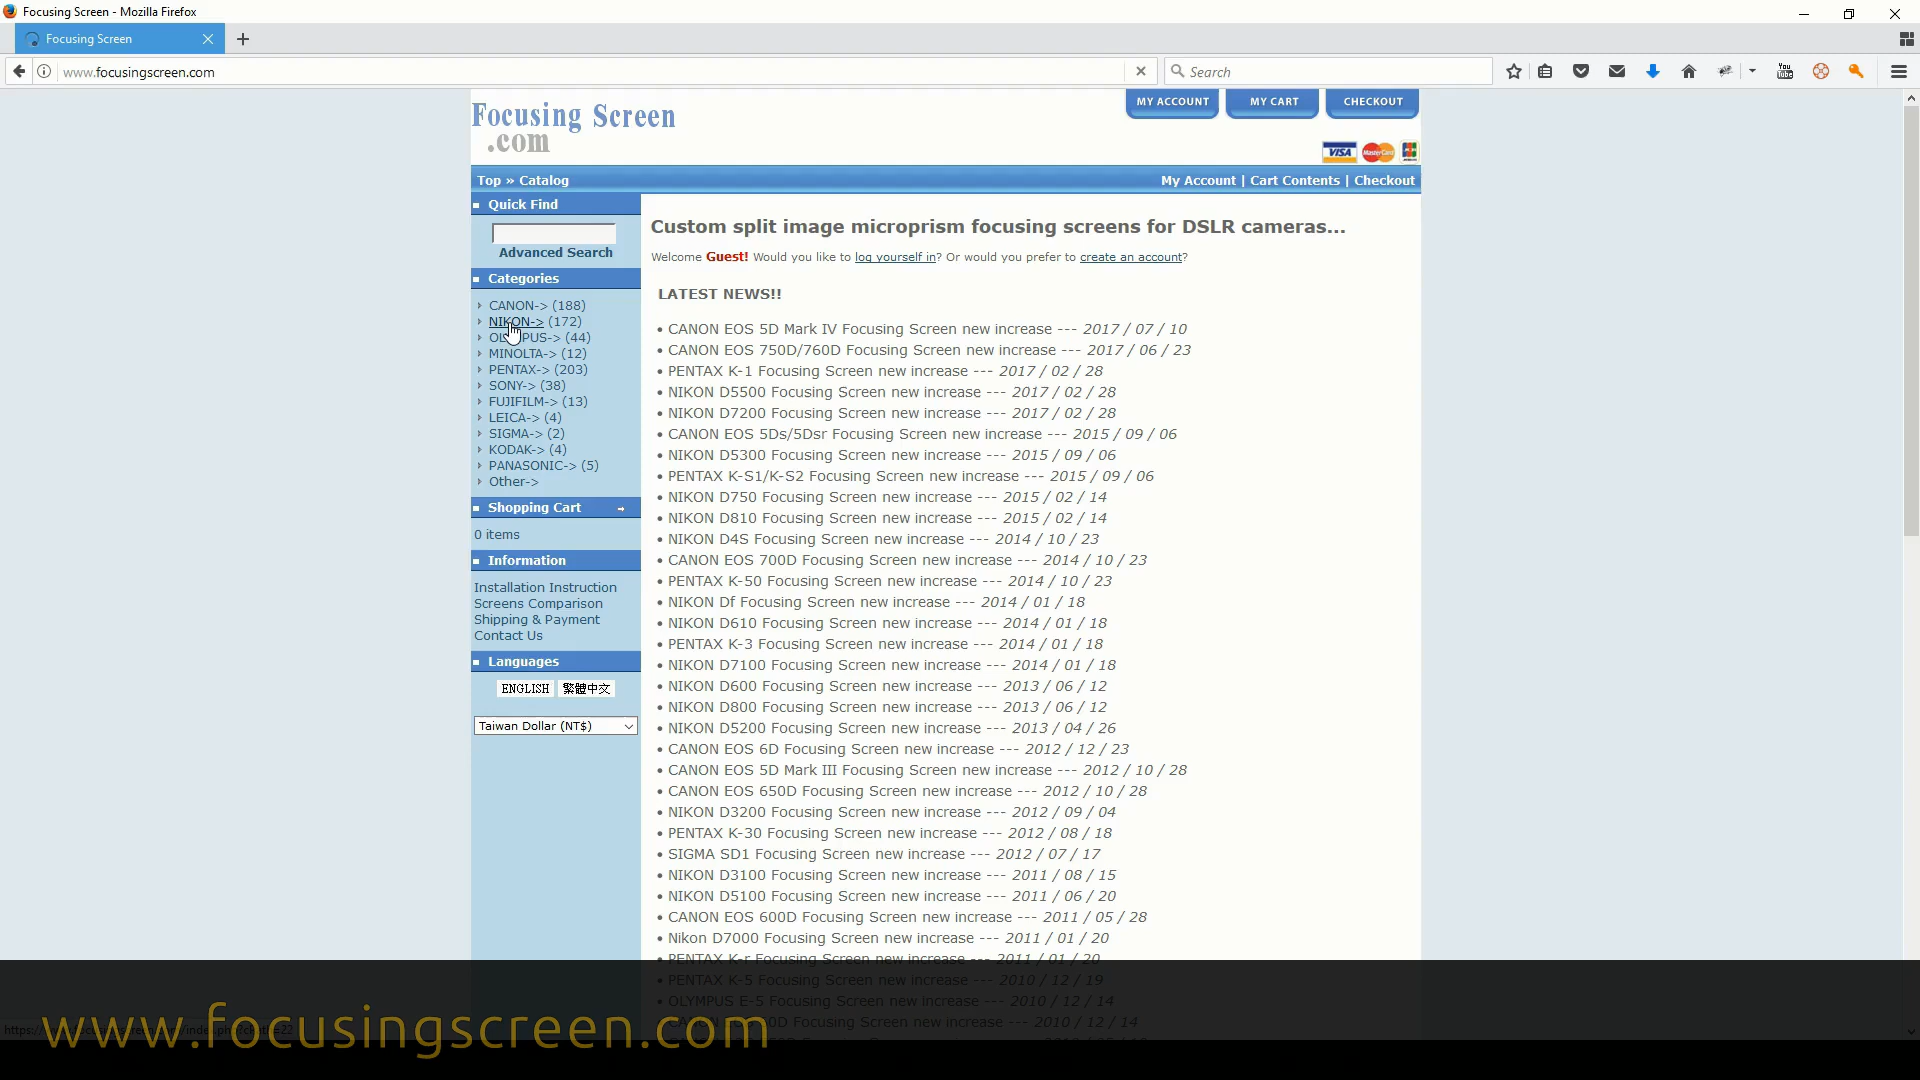 Focusing Screen - Mozilla Firefox
Focusing Screen
www.focusingscreen.com
Search
You
Focusing Screen
.com
MY ACCOUNT
MY CART
CHECKOUT
VISA
MasterCard
JCB
Top » Catalog
My Account | Cart Contents | Checkout
Quick Find
Advanced Search
Categories
CANON-> (188)
NIKON-> (172)
OLYMPUS-> (44)
MINOLTA-> (12)
PENTAX-> (203)
SONY-> (38)
FUJIFILM-> (13)
LEICA-> (4)
SIGMA-> (2)
KODAK-> (4)
PANASONIC-> (5)
Other->
Shopping Cart
0 items
Information
Installation Instruction
Screens Comparison
Shipping & Payment
Contact Us
Languages
ENGLISH 繁體中文
Taiwan Dollar (NT$)
Custom split image microprism focusing screens for DSLR cameras...
Welcome Guest! Would you like to log yourself in? Or would you prefer to create an account?
LATEST NEWS!!
• CANON EOS 5D Mark IV Focusing Screen new increase --- 2017 / 07 / 10
• CANON EOS 750D/760D Focusing Screen new increase --- 2017 / 06 / 23
• PENTAX K-1 Focusing Screen new increase --- 2017 / 02 / 28
• NIKON D5500 Focusing Screen new increase --- 2017 / 02 / 28
• NIKON D7200 Focusing Screen new increase --- 2017 / 02 / 28
• CANON EOS 5Ds/5Dsr Focusing Screen new increase --- 2015 / 09 / 06
• NIKON D5300 Focusing Screen new increase --- 2015 / 09 / 06
• PENTAX K-S1/K-S2 Focusing Screen new increase --- 2015 / 09 / 06
• NIKON D750 Focusing Screen new increase --- 2015 / 02 / 14
• NIKON D810 Focusing Screen new increase --- 2015 / 02 / 14
• NIKON D4S Focusing Screen new increase --- 2014 / 10 / 23
• CANON EOS 700D Focusing Screen new increase --- 2014 / 10 / 23
• PENTAX K-50 Focusing Screen new increase --- 2014 / 10 / 23
• NIKON Df Focusing Screen new increase --- 2014 / 01 / 18
• NIKON D610 Focusing Screen new increase --- 2014 / 01 / 18
• PENTAX K-3 Focusing Screen new increase --- 2014 / 01 / 18
• NIKON D7100 Focusing Screen new increase --- 2014 / 01 / 18
• NIKON D600 Focusing Screen new increase --- 2013 / 06 / 12
• NIKON D800 Focusing Screen new increase --- 2013 / 06 / 12
• NIKON D5200 Focusing Screen new increase --- 2013 / 04 / 26
• CANON EOS 6D Focusing Screen new increase --- 2012 / 12 / 23
• CANON EOS 5D Mark III Focusing Screen new increase --- 2012 / 10 / 28
• CANON EOS 650D Focusing Screen new increase --- 2012 / 10 / 28
• NIKON D3200 Focusing Screen new increase --- 2012 / 09 / 04
• PENTAX K-30 Focusing Screen new increase --- 2012 / 08 / 18
• SIGMA SD1 Focusing Screen new increase --- 2012 / 07 / 17
• NIKON D3100 Focusing Screen new increase --- 2011 / 08 / 15
• NIKON D5100 Focusing Screen new increase --- 2011 / 06 / 20
• CANON EOS 600D Focusing Screen new increase --- 2011 / 05 / 28
• Nikon D7000 Focusing Screen new increase --- 2011 / 01 / 20
• PENTAX K-r Focusing Screen new increase --- 2011 / 01 / 20
• PENTAX K-5 Focusing Screen new increase --- 2010 / 12 / 19
• OLYMPUS E-5 Focusing Screen new increase --- 2010 / 12 / 14
Focusing Screen new increase --- 2010 / 12 / 14
www.focusingscreen.com